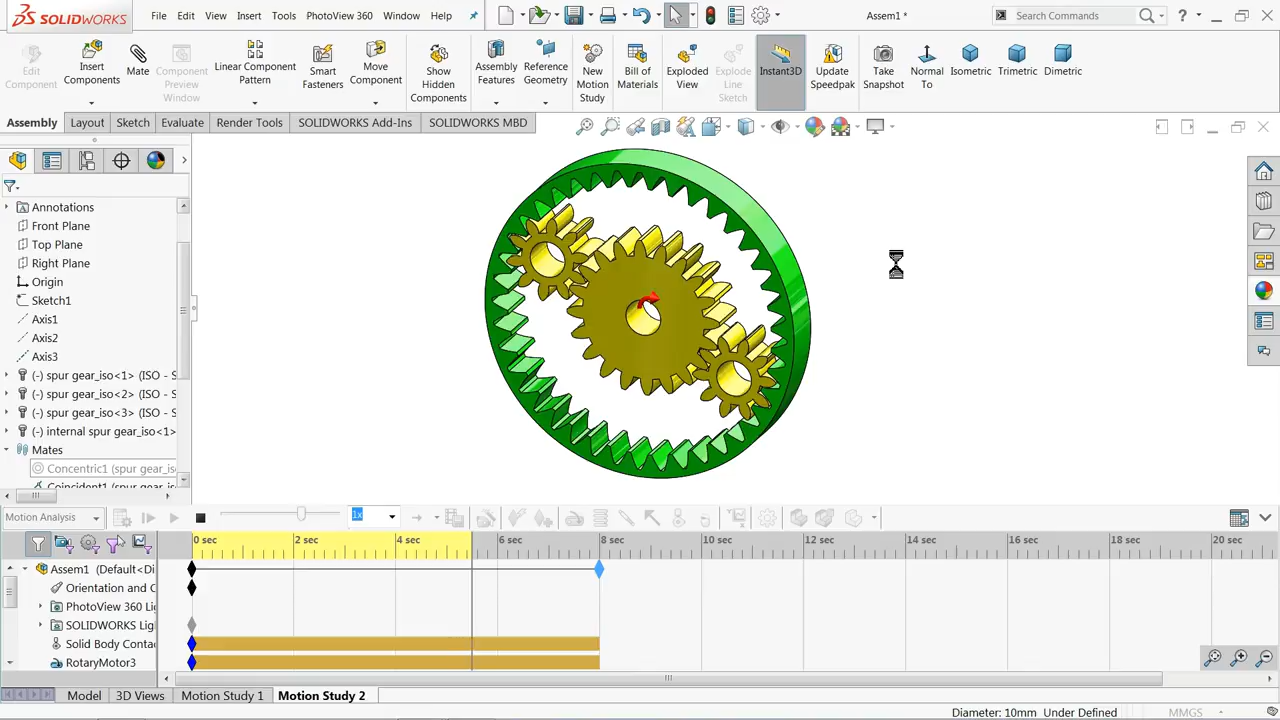 SOLIDWORKS File Edit View Insert Tools PhotoView 360 Window Help Assem1 * Search Commands ?
Edit Component
Insert Components
Mate
Component Preview Window
Linear Component Pattern
Smart Fasteners
Move Component
Show Hidden Components
Assembly Features
Reference Geometry
New Motion Study
Bill of Materials
Exploded View
Explode Line Sketch
Instant3D
Update Speedpak
Take Snapshot
Normal To
Isometric
Trimetric
Dimetric
Assembly Layout Sketch Evaluate Render Tools SOLIDWORKS Add-Ins SOLIDWORKS MBD
Annotations
Front Plane
Top Plane
Right Plane
Origin
Sketch1
Axis1
Axis2
Axis3
(-) spur gear_iso<1> (ISO - S
(-) spur gear_iso<2> (ISO - S
(-) spur gear_iso<3> (ISO - S
(-) internal spur gear_iso<1>
Mates
Concentric1 (spur gear_iso
Coincident1 (spur gear_is
Motion Analysis 1x
0 sec 2 sec 4 sec 6 sec 8 sec 10 sec 12 sec 14 sec 16 sec 18 sec 20 sec
Assem1 (Default<Di
Orientation and C
PhotoView 360 Li
SOLIDWORKS Lig
Solid Body Conta
RotaryMotor3
Model 3D Views Motion Study 1 Motion Study 2
Diameter: 10mm Under Defined MMGS